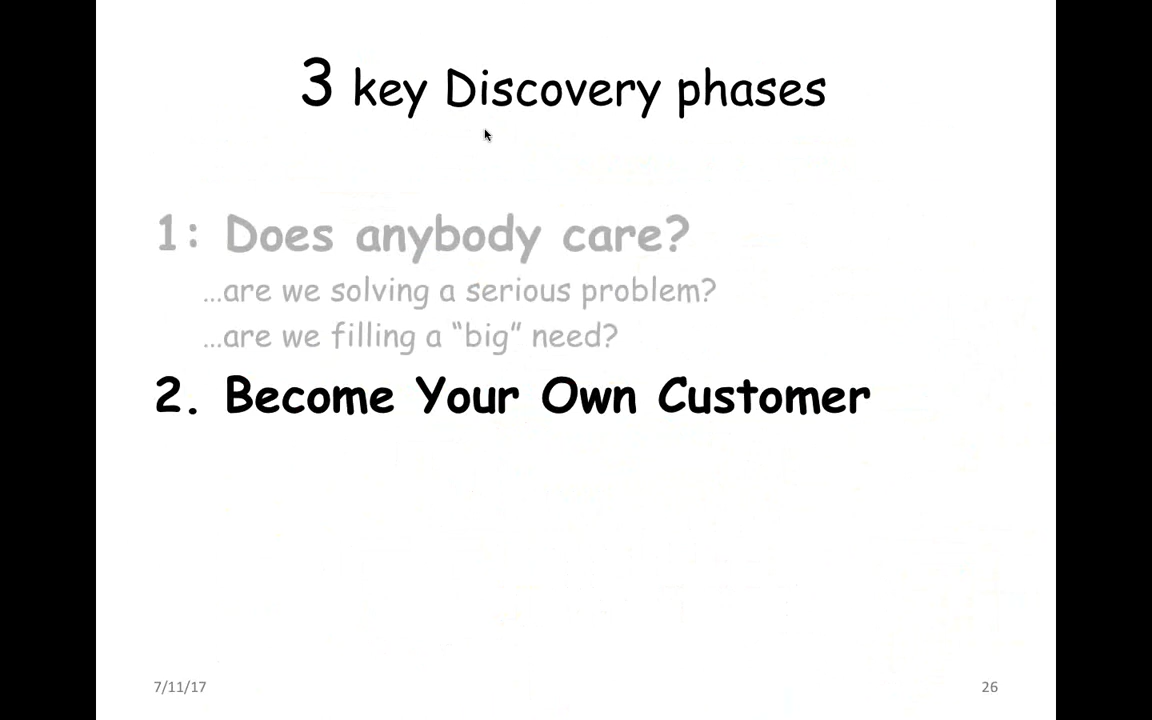 3 key Discovery phases
1: Does anybody care?
...are we solving a serious problem?
...are we filling a “big” need?
2. Become Your Own Customer
7/11/17
26